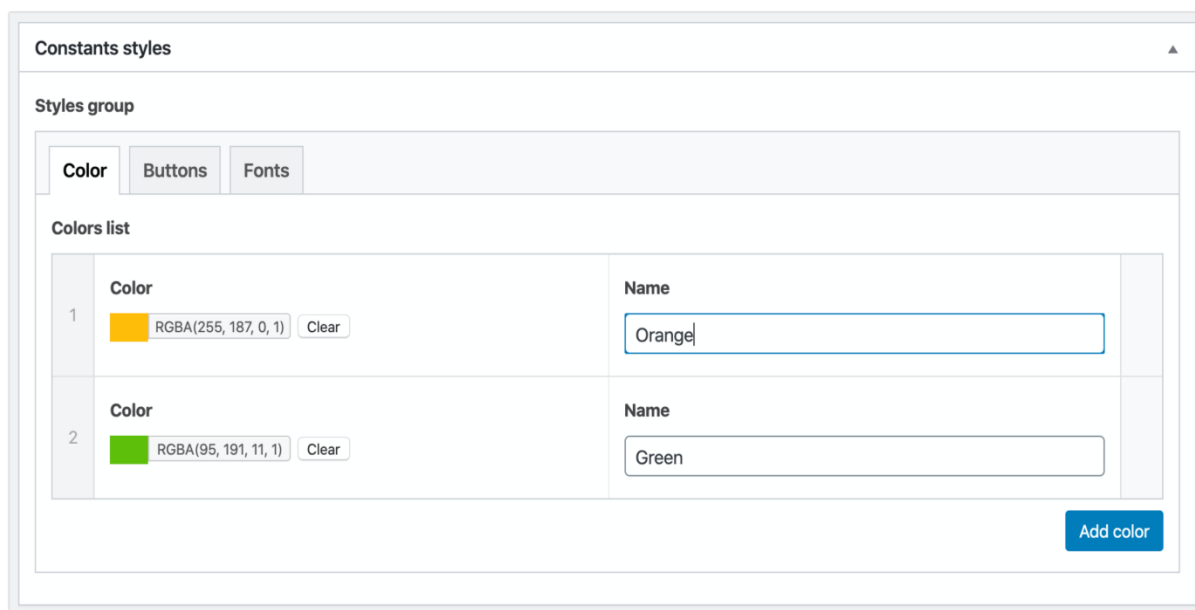 Constants styles
Styles group
Color Buttons Fonts
Colors list
Color Name
1 RGBA(255, 187, 0, 1) Clear Orange
Color Name
2 RGBA(95, 191, 11, 1) Clear Green
Add color